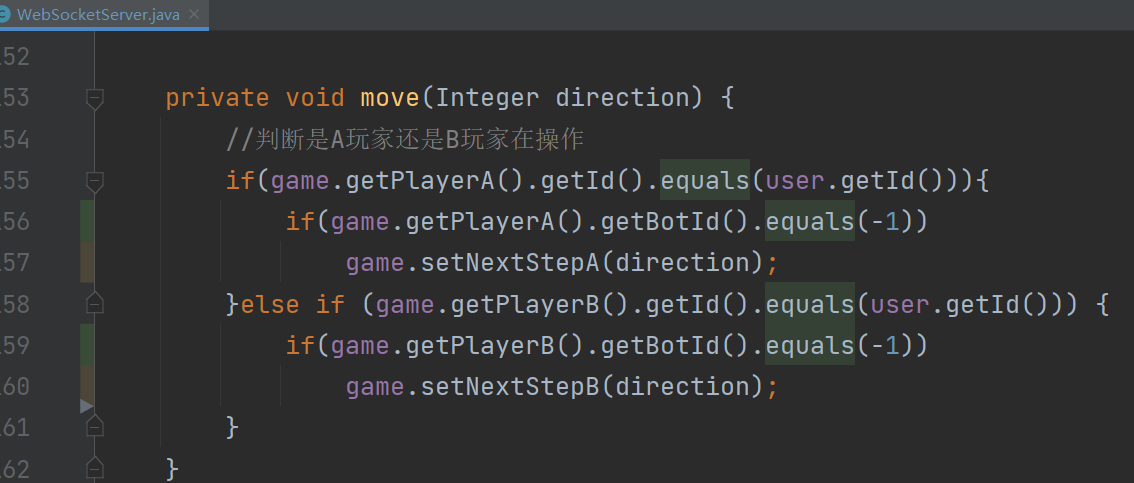 WebSocketServer.java
52
53 private void move(Integer direction) {
54 //判断是A玩家还是B玩家在操作
55 if(game.getPlayerA().getId().equals(user.getId())){
56 if(game.getPlayerA().getBotId().equals(-1))
57 game.setNextStepA(direction);
58 }else if (game.getPlayerB().getId().equals(user.getId())) {
59 if(game.getPlayerB().getBotId().equals(-1))
60 game.setNextStepB(direction);
61 }
62 }